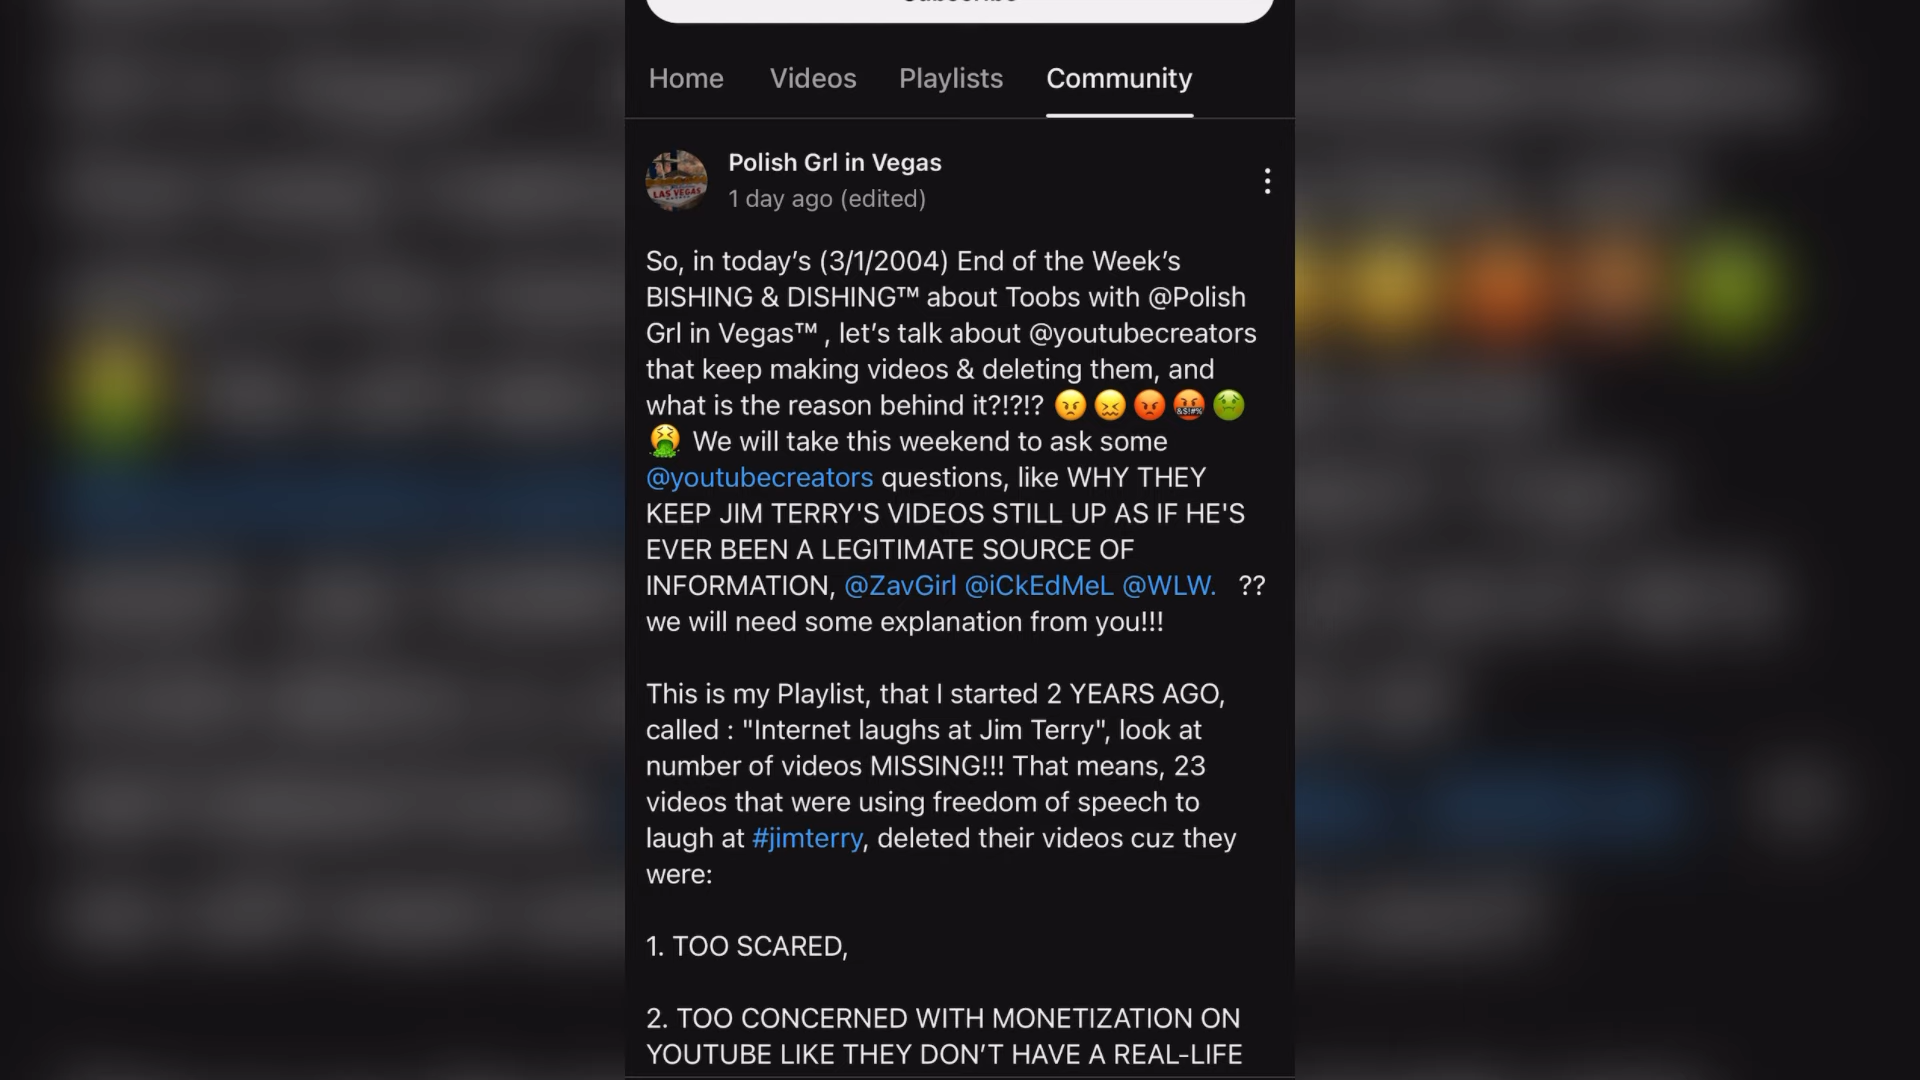 Subscribe
Home Videos Playlists Community
Polish Grl in Vegas
1 day ago (edited)
LAS VEGAS
So, in today’s (3/1/2004) End of the Week’s
BISHING & DISHING™ about Toobs with @Polish
Grl in Vegas™ , let’s talk about @youtubecreators
that keep making videos & deleting them, and
what is the reason behind it?!?!? 😠😖😡🤬🤢
🤮 We will take this weekend to ask some
@youtubecreators questions, like WHY THEY
KEEP JIM TERRY'S VIDEOS STILL UP AS IF HE'S
EVER BEEN A LEGITIMATE SOURCE OF
INFORMATION, @ZavGirl @iCkEdMeL @WLW. ??
we will need some explanation from you!!!
This is my Playlist, that I started 2 YEARS AGO,
called : "Internet laughs at Jim Terry", look at
number of videos MISSING!!! That means, 23
videos that were using freedom of speech to
laugh at #jimterry, deleted their videos cuz they
were:
1. TOO SCARED,
2. TOO CONCERNED WITH MONETIZATION ON
YOUTUBE LIKE THEY DON’T HAVE A REAL-LIFE